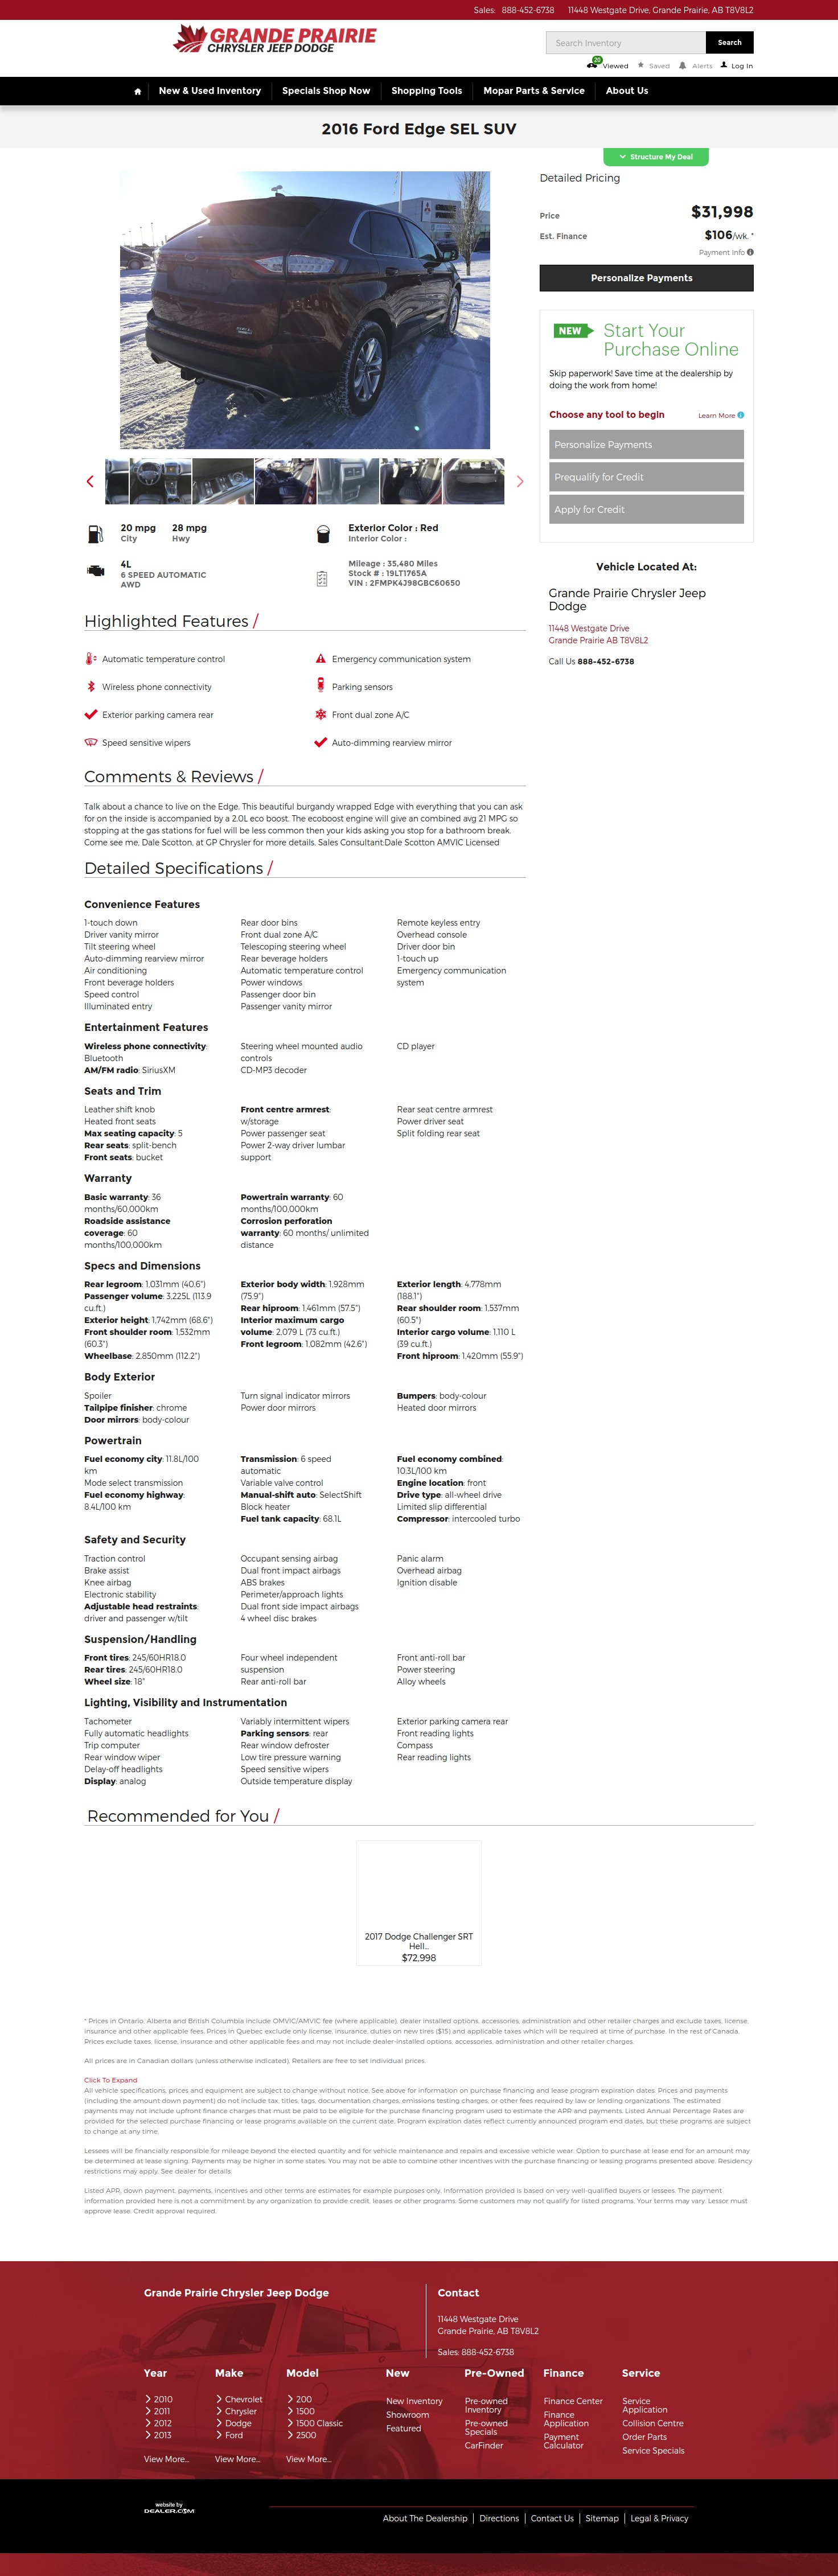 Sales: 888-452-6738 11448 Westgate Drive, Grande Prairie, AB T8V8L2
GRANDE PRAIRIE
CHRYSLER JEEP DODGE
Search Inventory
Search
20
Viewed
Saved
Alerts
Log In
New & Used Inventory
Specials Shop Now
Shopping Tools
Mopar Parts & Service
About Us
2016 Ford Edge SEL SUV
Structure My Deal
Detailed Pricing
Price $31,998
Est. Finance $106/wk. *
Payment Info
Personalize Payments
NEW Start Your
Purchase Online
Skip paperwork! Save time at the dealership by
doing the work from home!
Choose any tool to begin
Learn More
Personalize Payments
Prequalify for Credit
Apply for Credit
Vehicle Located At:
Grande Prairie Chrysler Jeep
Dodge
11448 Westgate Drive
Grande Prairie AB T8V8L2
Call Us 888-452-6738
20 mpg 28 mpg
City Hwy
Exterior Color : Red
Interior Color :
4L
6 SPEED AUTOMATIC
AWD
Mileage : 35,480 Miles
Stock # : 19LT1765A
VIN : 2FMPK4J98GBC60650
Highlighted Features /
Automatic temperature control
Emergency communication system
Wireless phone connectivity
Parking sensors
Exterior parking camera rear
Front dual zone A/C
Speed sensitive wipers
Auto-dimming rearview mirror
Comments & Reviews /
Talk about a chance to live on the Edge. This beautiful burgandy wrapped Edge with everything that you can ask
for on the inside is accompanied by a 2.0L eco boost. The ecoboost engine will give an combined avg 21 MPG so
stopping at the gas stations for fuel will be less common then your kids asking you stop for a bathroom break.
Come see me, Dale Scotton, at GP Chrysler for more details. Sales Consultant:Dale Scotton AMVIC Licensed
Detailed Specifications /
Convenience Features
1-touch down
Driver vanity mirror
Tilt steering wheel
Auto-dimming rearview mirror
Air conditioning
Front beverage holders
Speed control
Illuminated entry
Rear door bins
Front dual zone A/C
Telescoping steering wheel
Rear beverage holders
Automatic temperature control
Power windows
Passenger door bin
Passenger vanity mirror
Remote keyless entry
Overhead console
Driver door bin
1-touch up
Emergency communication
system
Entertainment Features
Wireless phone connectivity:
Bluetooth
AM/FM radio: SiriusXM
Steering wheel mounted audio
controls
CD-MP3 decoder
CD player
Seats and Trim
Leather shift knob
Heated front seats
Max seating capacity: 5
Rear seats: split-bench
Front seats: bucket
Front centre armrest:
w/storage
Power passenger seat
Power 2-way driver lumbar
support
Rear seat centre armrest
Power driver seat
Split folding rear seat
Warranty
Basic warranty: 36
months/60,000km
Roadside assistance
coverage: 60
months/100,000km
Powertrain warranty: 60
months/100,000km
Corrosion perforation
warranty: 60 months/ unlimited
distance
Specs and Dimensions
Rear legroom: 1,031mm (40.6")
Passenger volume: 3,225L (113.9
cu.ft.)
Exterior height: 1,742mm (68.6")
Front shoulder room: 1,532mm
(60.3")
Wheelbase: 2,850mm (112.2")
Exterior body width: 1,928mm
(75.9")
Rear hiproom: 1,461mm (57.5")
Interior maximum cargo
volume: 2,079 L (73 cu.ft.)
Front legroom: 1,082mm (42.6")
Exterior length: 4,778mm
(188.1")
Rear shoulder room: 1,537mm
(60.5")
Interior cargo volume: 1,110 L
(39 cu.ft.)
Front hiproom: 1,420mm (55.9")
Body Exterior
Spoiler
Tailpipe finisher: chrome
Door mirrors: body-colour
Turn signal indicator mirrors
Power door mirrors
Bumpers: body-colour
Heated door mirrors
Powertrain
Fuel economy city: 11.8L/100
km
Mode select transmission
Fuel economy highway:
8.4L/100 km
Transmission: 6 speed
automatic
Variable valve control
Manual-shift auto: SelectShift
Block heater
Fuel tank capacity: 68.1L
Fuel economy combined:
10.3L/100 km
Engine location: front
Drive type: all-wheel drive
Limited slip differential
Compressor: intercooled turbo
Safety and Security
Traction control
Brake assist
Knee airbag
Electronic stability
Adjustable head restraints:
driver and passenger w/tilt
Occupant sensing airbag
Dual front impact airbags
ABS brakes
Perimeter/approach lights
Dual front side impact airbags
4 wheel disc brakes
Panic alarm
Overhead airbag
Ignition disable
Suspension/Handling
Front tires: 245/60HR18.0
Rear tires: 245/60HR18.0
Wheel size: 18"
Four wheel independent
suspension
Rear anti-roll bar
Front anti-roll bar
Power steering
Alloy wheels
Lighting, Visibility and Instrumentation
Tachometer
Fully automatic headlights
Trip computer
Rear window wiper
Delay-off headlights
Display: analog
Variably intermittent wipers
Parking sensors: rear
Rear window defroster
Low tire pressure warning
Speed sensitive wipers
Outside temperature display
Exterior parking camera rear
Front reading lights
Compass
Rear reading lights
Recommended for You /
2017 Dodge Challenger SRT
Hell...
$72,998
* Prices in Ontario, Alberta and British Columbia include OMVIC/AMVIC fee (where applicable), dealer installed options, accessories, administration and other retailer charges and exclude taxes, license,
insurance and other applicable fees. Prices in Quebec exclude only license, insurance, duties on new tires ($15) and applicable taxes which will be required at time of purchase. In the rest of Canada,
Prices exclude taxes, license, insurance and other applicable fees and may not include dealer-installed options, accessories, administration and other retailer charges.
All prices are in Canadian dollars (unless otherwise indicated). Retailers are free to set individual prices.
Click To Expand
All vehicle specifications, prices and equipment are subject to change without notice. See above for information on purchase financing and lease program expiration dates. Prices and payments
(including the amount down payment) do not include tax, titles, tags, documentation charges, emissions testing charges, or other fees required by law or lending organizations. The estimated
payments may not include upfront finance charges that must be paid to be eligible for the purchase financing program used to estimate the APR and payments. Listed Annual Percentage Rates are
provided for the selected purchase financing or lease programs available on the current date. Program expiration dates reflect currently announced program end dates, but these programs are subject
to change at any time.
Lessees will be financially responsible for mileage beyond the elected quantity and for vehicle maintenance and repairs and excessive vehicle wear. Option to purchase at lease end for an amount may
be determined at lease signing. Payments may be higher in some states. You may not be able to combine other incentives with the purchase financing or leasing programs presented above. Residency
restrictions may apply. See dealer for details.
Listed APR, down payment, payments, incentives and other terms are estimates for example purposes only. Information provided is based on very well-qualified buyers or lessees. The payment
information provided here is not a commitment by any organization to provide credit, leases or other programs. Some customers may not qualify for listed programs. Your terms may vary. Lessor must
approve lease. Credit approval required.
Grande Prairie Chrysler Jeep Dodge
Contact
11448 Westgate Drive
Grande Prairie, AB T8V8L2
Sales: 888-452-6738
Year
2010
2011
2012
2013
View More...
Make
Chevrolet
Chrysler
Dodge
Ford
View More...
Model
200
1500
1500 Classic
2500
View More...
New
New Inventory
Showroom
Featured
Pre-Owned
Pre-owned
Inventory
Pre-owned
Specials
CarFinder
Finance
Finance Center
Finance
Application
Payment
Calculator
Service
Service
Application
Collision Centre
Order Parts
Service Specials
website by
DEALER.COM
About The Dealership | Directions | Contact Us | Sitemap | Legal & Privacy